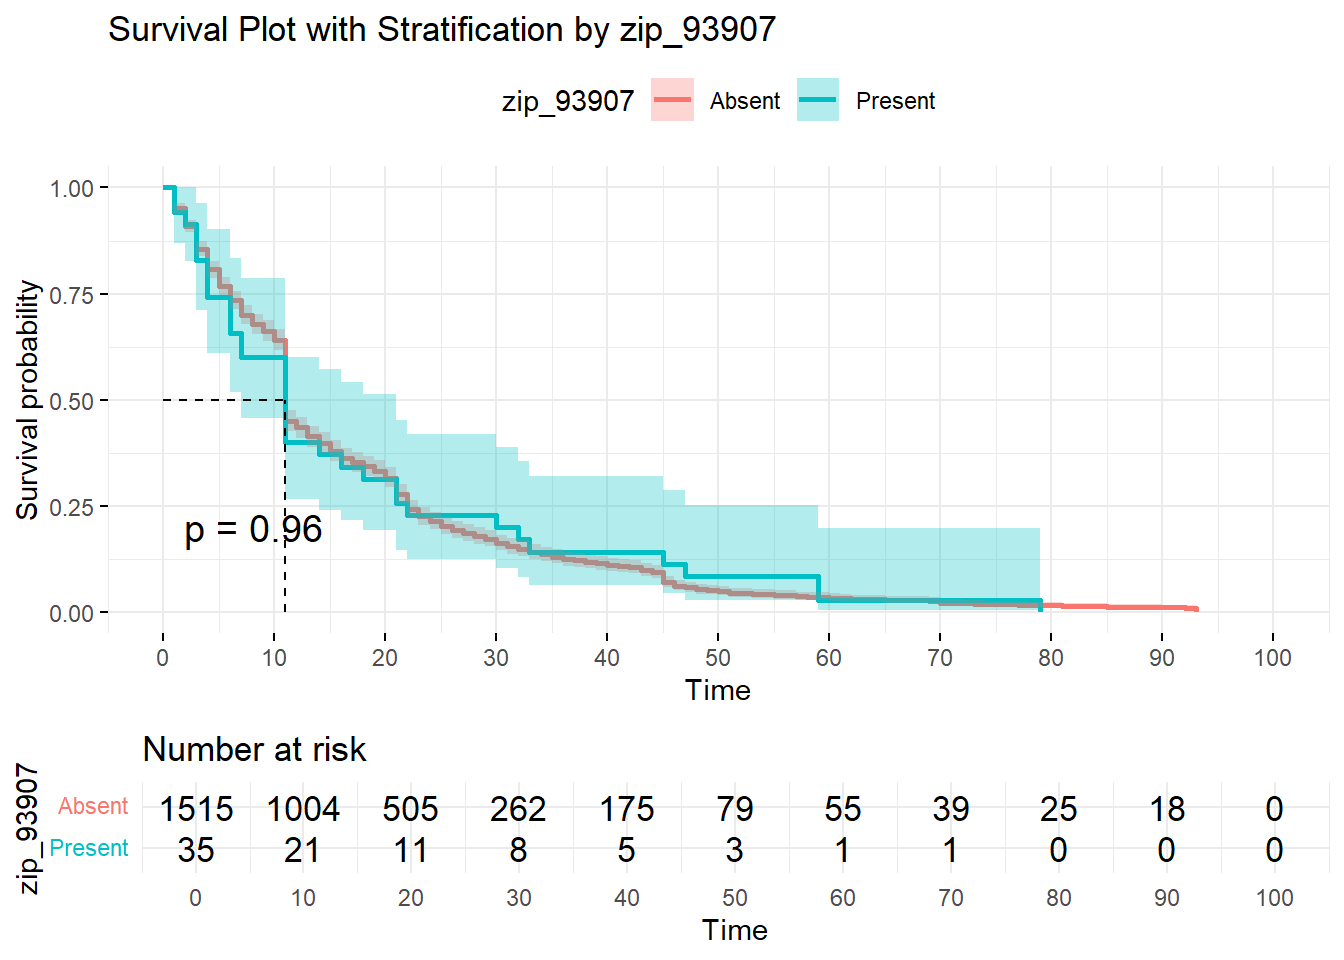 Survival Plot with Stratification by zip_93907
zip_93907 Absent Present
Survival probability
1.00
0.75
0.50
0.25
0.00
p = 0.96
0 10 20 30 40 50 60 70 80 90 100
Time
Number at risk
zip_93907
Absent 1515 1004 505 262 175 79 55 39 25 18 0
Present 35 21 11 8 5 3 1 1 0 0 0
0 10 20 30 40 50 60 70 80 90 100
Time